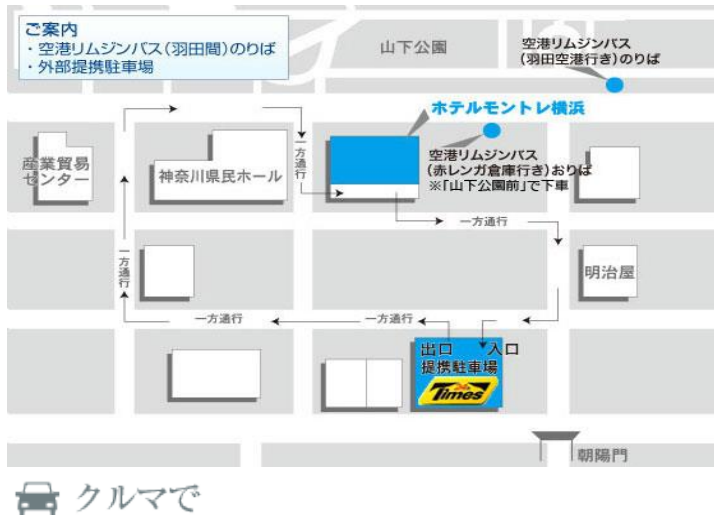 ご案内
・空港リムジンバス(羽田間)のりば
・外部提携駐車場
山下公園
空港リムジンバス
(羽田空港行き)のりば
ホテルモントレ横浜
空港リムジンバス
(赤レンガ倉庫行き)おりば
※「山下公園前」で下車
産業貿易
センター
神奈川県民ホール
一方通行
一方通行
一方通行
明治屋
一方通行
一方通行
出口
入口
提携駐車場
24h
Times
朝陽門
クルマで